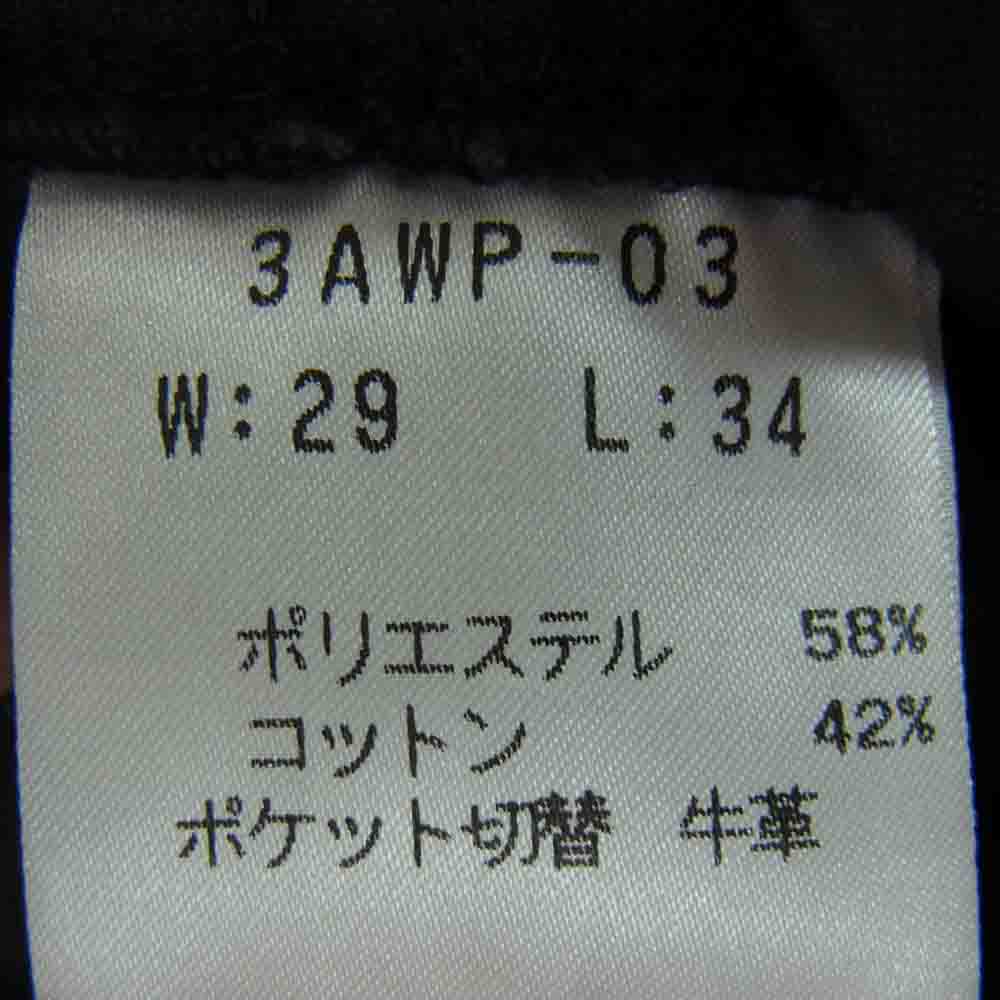 3AWP-03
W:29 L:34
ポリエステル 58%
コットン 42%
ポケット切替 牛革